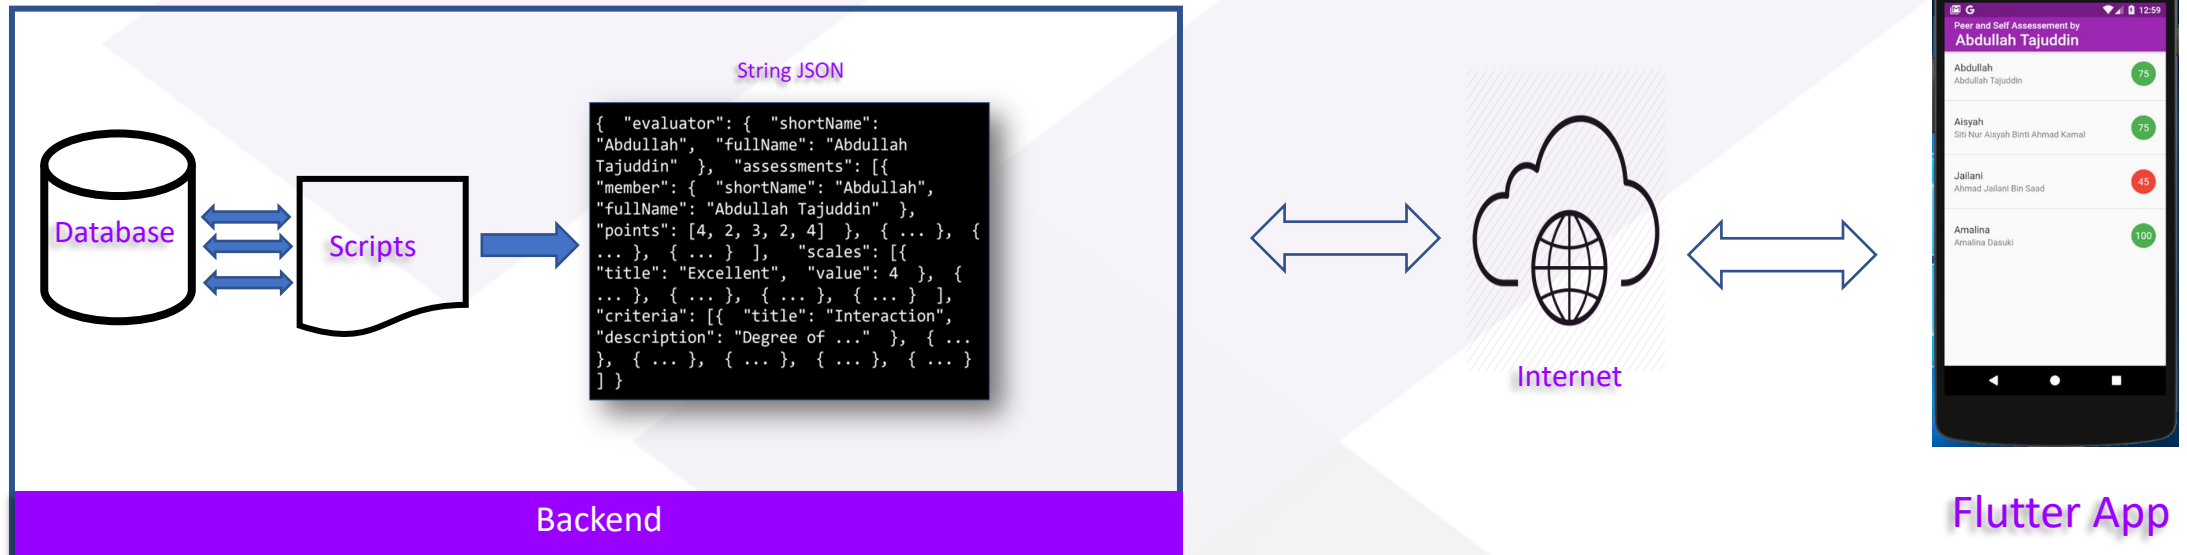 Database
Scripts
String JSON
{  "evaluator": {  "shortName":
"Abdullah",  "fullName": "Abdullah
Tajuddin"  },  "assessments": [{
"member": {  "shortName": "Abdullah",
"fullName": "Abdullah Tajuddin"  },
"points": [4, 2, 3, 2, 4]  },  { ... },  {
... },  { ... }  ],   "scales": [{
"title": "Excellent",  "value": 4  },  {
... },  { ... },  { ... },  { ... }  ],
"criteria": [{  "title": "Interaction",
"description": "Degree of ..."  },  { ...
},  { ... },  { ... },  { ... },  { ... }
] }
Backend
Internet
G 12:59
Peer and Self Assessement by
Abdullah Tajuddin
Abdullah
Abdullah Tajuddin
75
Aisyah
Siti Nur Aisyah Binti Ahmad Kamal
75
Jailani
Ahmad Jailani Bin Saad
45
Amalina
Amalina Dasuki
100
Flutter App